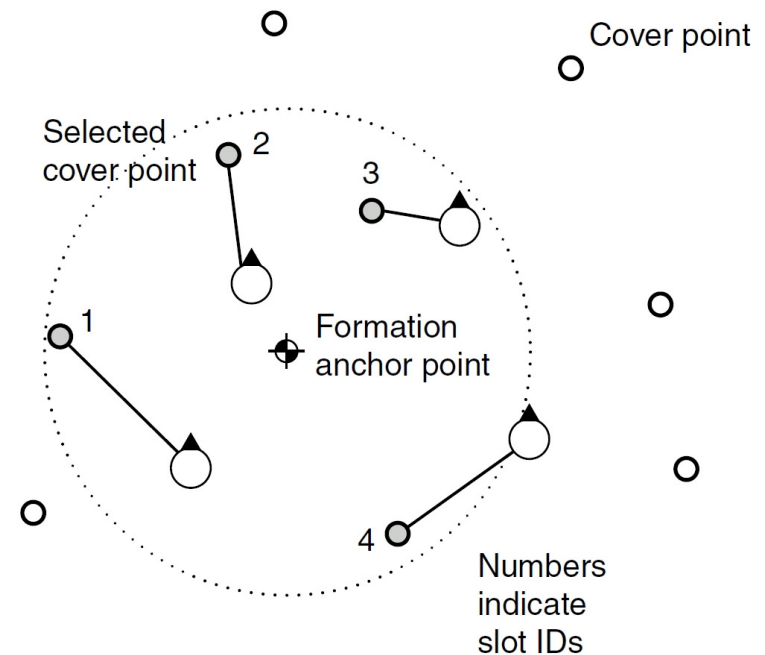 Cover point
Selected
cover point
2
3
1
Formation
anchor point
4
Numbers
indicate
slot IDs